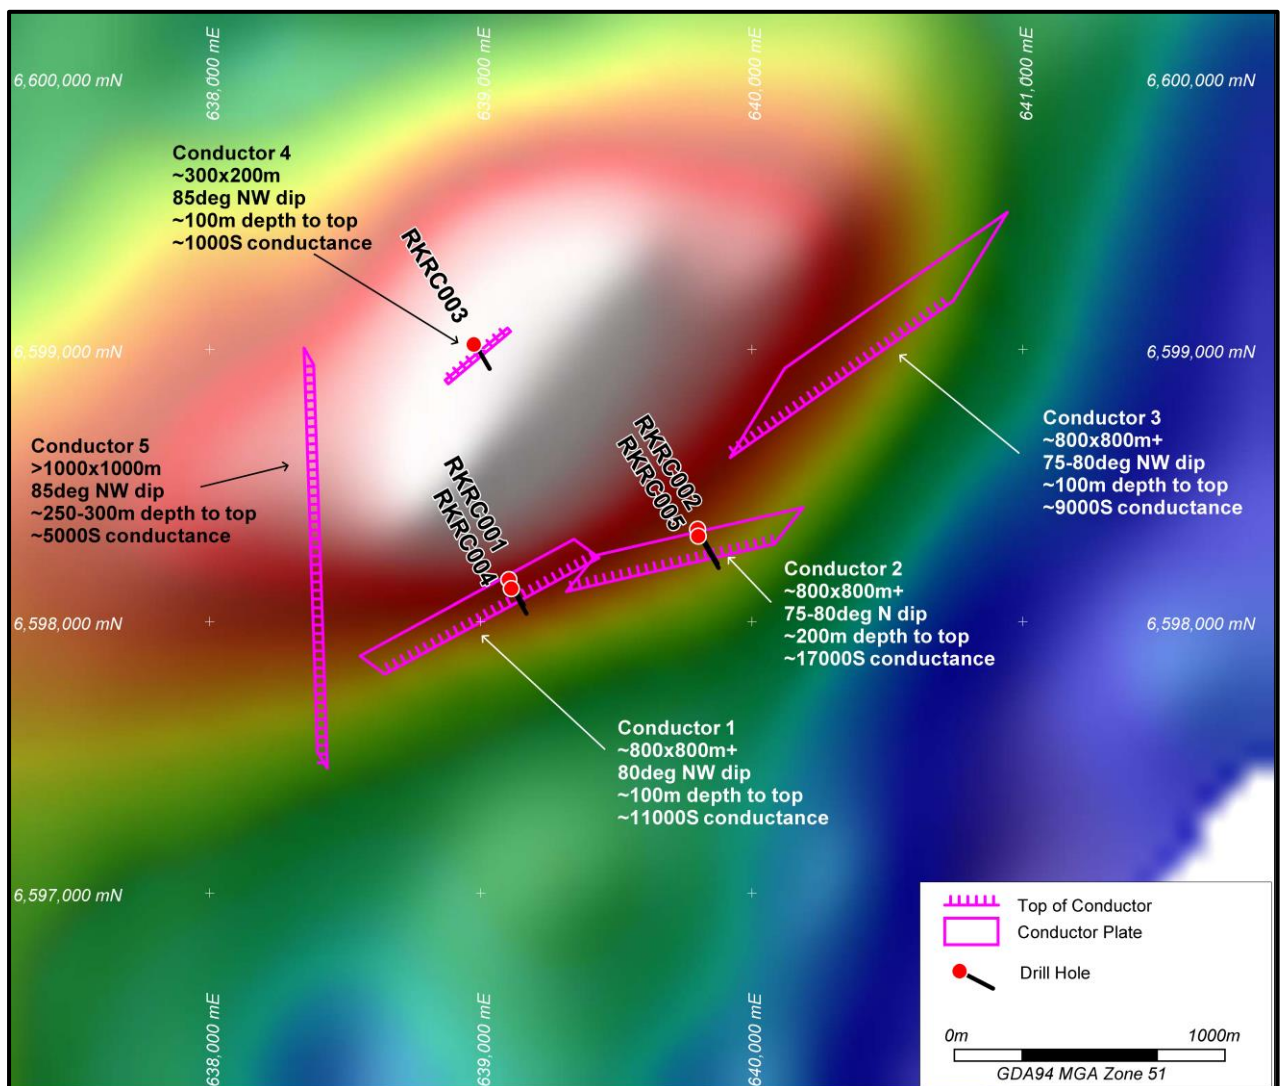 638,000 mE
639,000 mE
640,000 mE
641,000 mE
6,600,000 mN
6,600,000 mN
Conductor 4
~300x200m
85deg NW dip
~100m depth to top
~1000S conductance
RKRC003
6,599,000 mN
6,599,000 mN
Conductor 5
>1000x1000m
85deg NW dip
~250-300m depth to top
~5000S conductance
RKRC001
RKRC004
RKRC002
RKRC005
Conductor 3
~800x800m+
75-80deg NW dip
~100m depth to top
~9000S conductance
Conductor 2
~800x800m+
75-80deg N dip
~200m depth to top
~17000S conductance
6,598,000 mN
6,598,000 mN
Conductor 1
~800x800m+
80deg NW dip
~100m depth to top
~11000S conductance
6,597,000 mN
638,000 mE
639,000 mE
640,000 mE
Top of Conductor
Conductor Plate
Drill Hole
0m 1000m
GDA94 MGA Zone 51